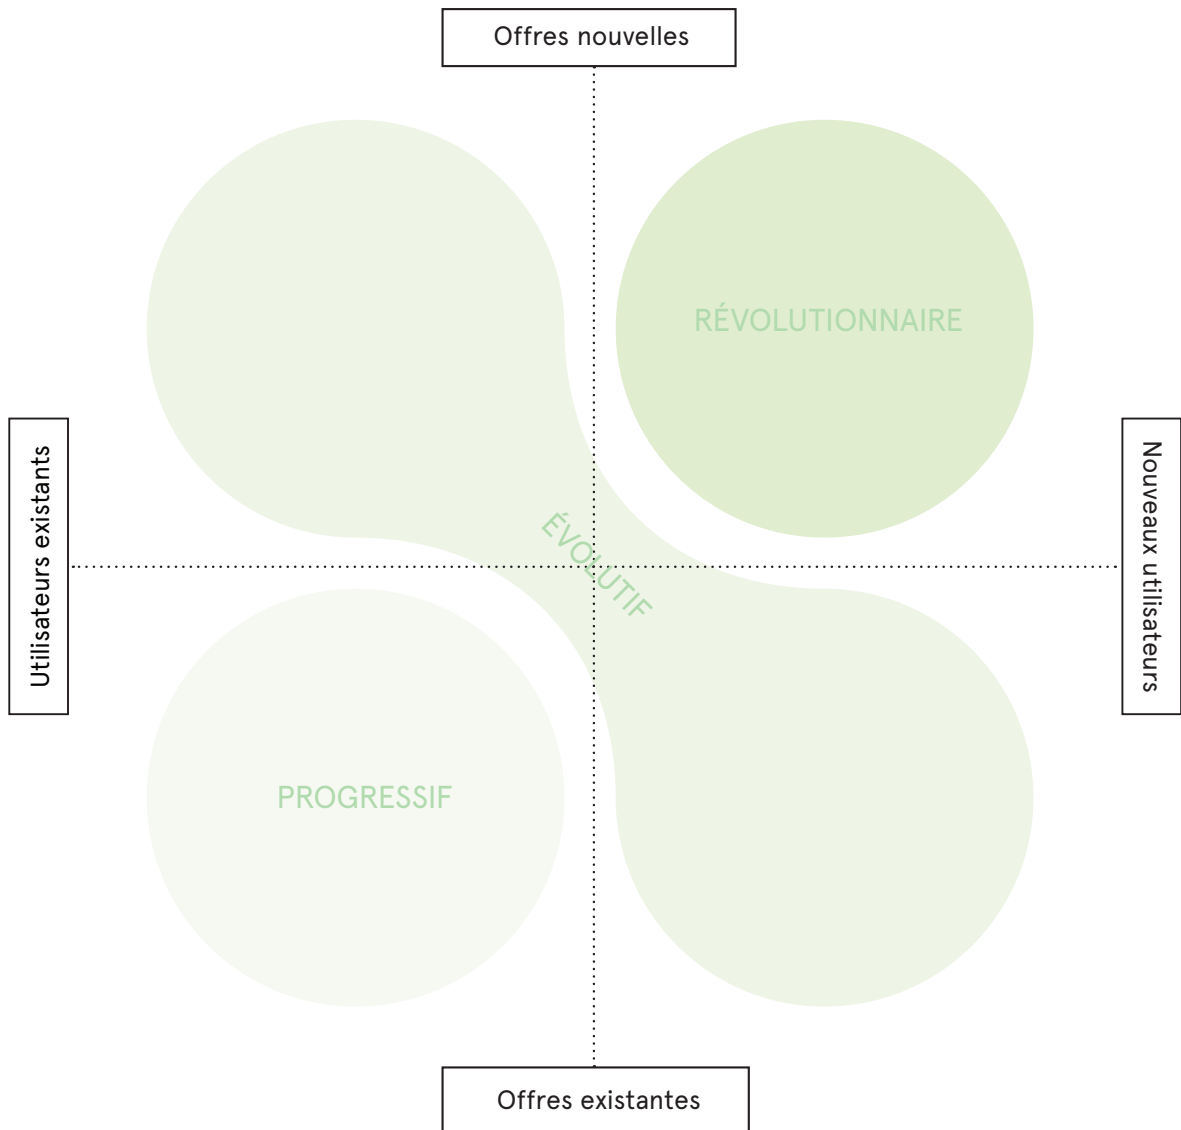 Offres nouvelles
RÉVOLUTIONNAIRE
Utilisateurs existants
ÉVOLUTIF
Nouveaux utilisateurs
PROGRESSIF
Offres existantes